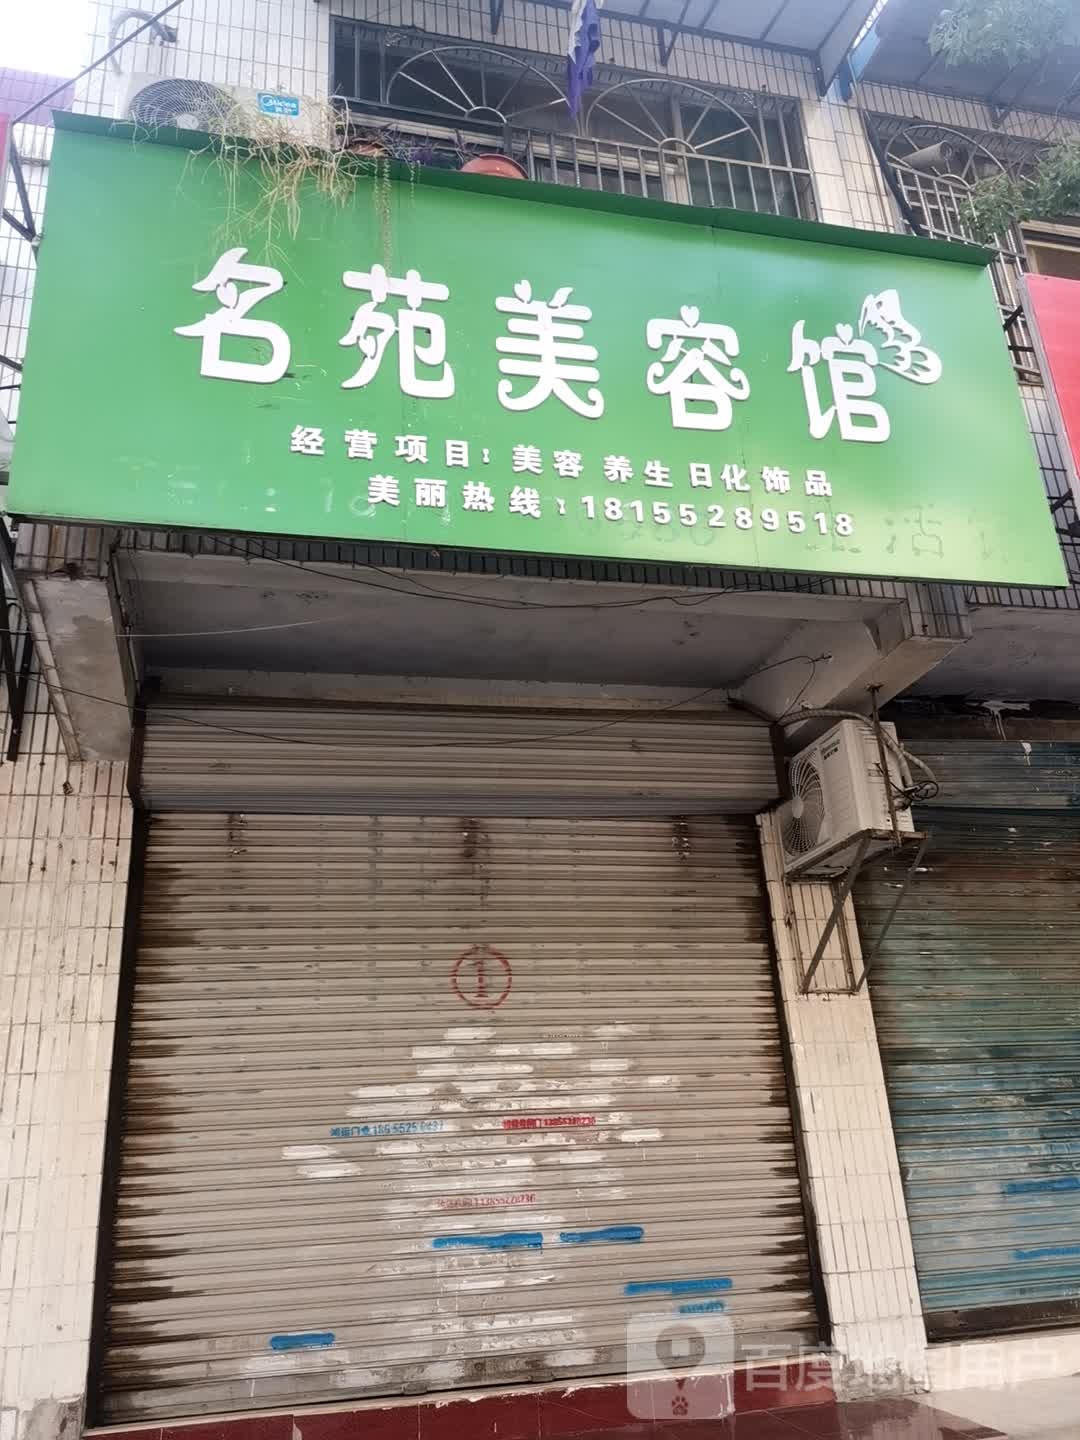 Midea
名苑美容馆
经营项目：美容 养生 日化 饰品
美丽热线：18155289518
1
百度地图用户